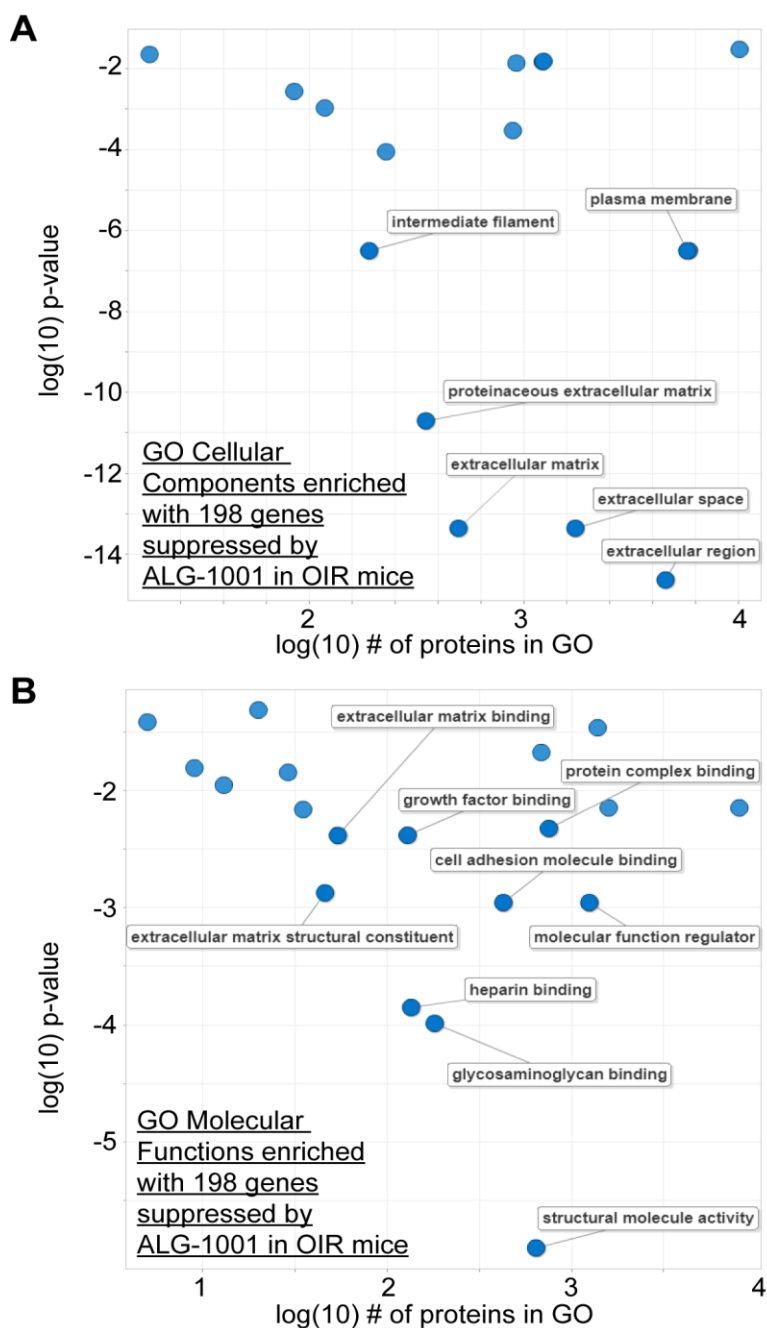 A
-2
-4
-6
-8
-10
-12
-14
log(10) p-value
plasma membrane
intermediate filament
proteinaceous extracellular matrix
extracellular matrix
extracellular space
extracellular region
GO Cellular
Components enriched
with 198 genes
suppressed by
ALG-1001 in OIR mice
2
3
4
log(10) # of proteins in GO
B
-2
-3
-4
-5
log(10) p-value
extracellular matrix binding
protein complex binding
growth factor binding
cell adhesion molecule binding
extracellular matrix structural constituent
molecular function regulator
heparin binding
glycosaminoglycan binding
structural molecule activity
GO Molecular
Functions enriched
with 198 genes
suppressed by
ALG-1001 in OIR mice
1
2
3
4
log(10) # of proteins in GO